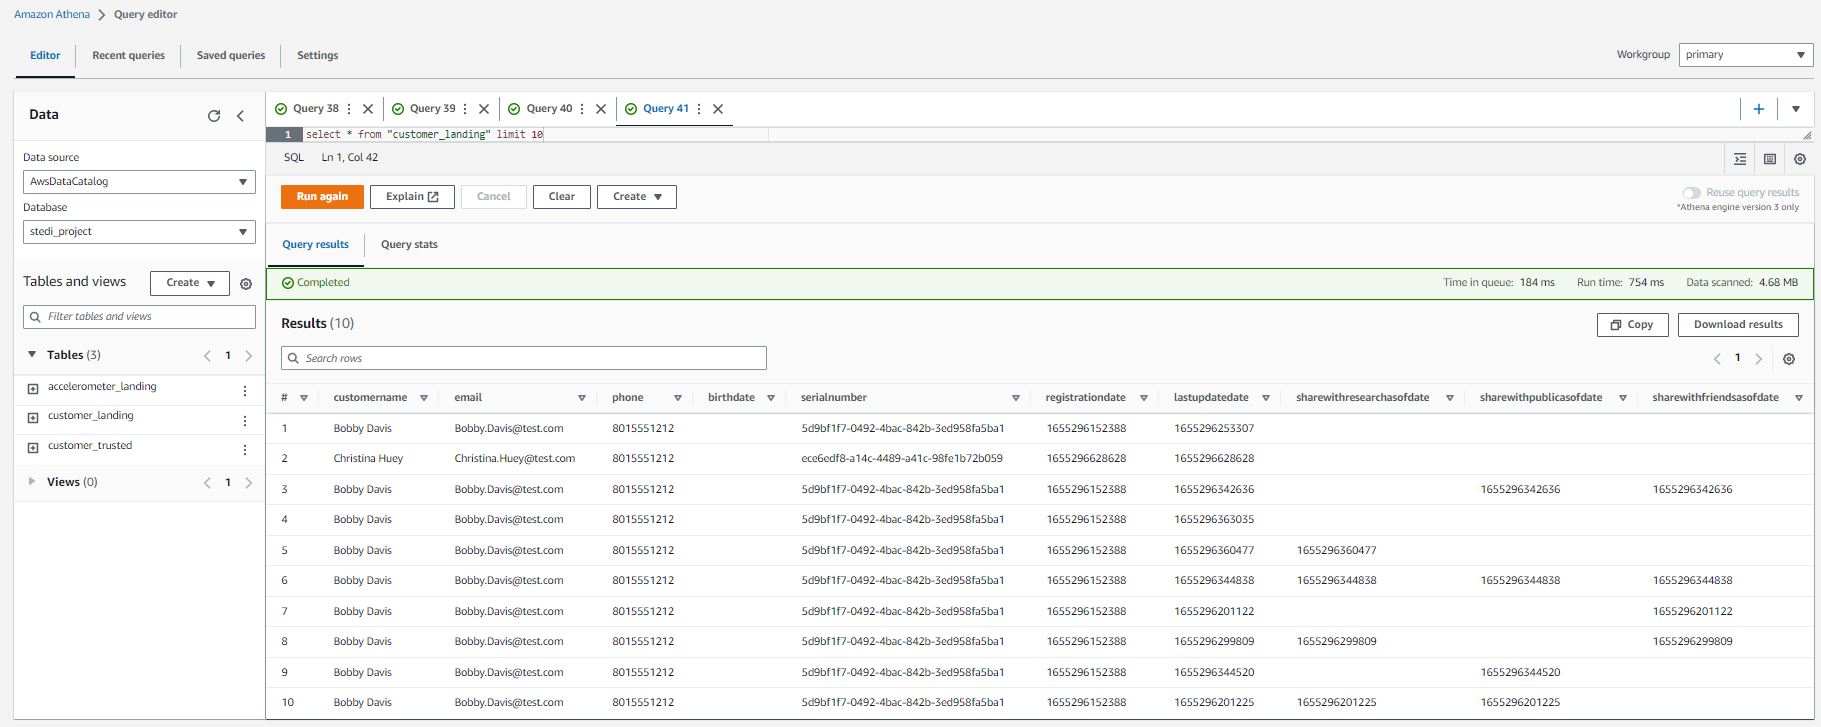 Amazon Athena > Query editor
Editor Recent queries Saved queries Settings
Workgroup primary
Data
Data source
AwsDataCatalog
Database
stedi_project
Tables and views Create
Filter tables and views
Tables (3) < 1 >
accelerometer_landing
customer_landing
customer_trusted
Views (0) < 1 >
Query 38 Query 39 Query 40 Query 41
1 select * from "customer_landing" limit 10
SQL Ln 1, Col 42
Run again Explain Cancel Clear Create
Reuse query results
*Athena engine version 3 only
Query results Query stats
Completed Time in queue: 184 ms Run time: 754 ms Data scanned: 4.68 MB
Results (10) Copy Download results
Search rows < 1 >
# customername email phone birthdate serialnumber registrationdate lastupdatedate sharewithresearchasofdate sharewithpublicasofdate sharewithfriendsasofdate
1 Bobby Davis Bobby.Davis@test.com 8015551212 5d9bf1f7-0492-4bac-842b-3ed958fa5ba1 1655296152388 1655296253307
2 Christina Huey Christina.Huey@test.com 8015551212 ece6edf8-a14c-4489-a41c-98fe1b72b059 1655296628628 1655296628628
3 Bobby Davis Bobby.Davis@test.com 8015551212 5d9bf1f7-0492-4bac-842b-3ed958fa5ba1 1655296152388 1655296342636 1655296342636 1655296342636
4 Bobby Davis Bobby.Davis@test.com 8015551212 5d9bf1f7-0492-4bac-842b-3ed958fa5ba1 1655296152388 1655296363035
5 Bobby Davis Bobby.Davis@test.com 8015551212 5d9bf1f7-0492-4bac-842b-3ed958fa5ba1 1655296152388 1655296360477 1655296360477
6 Bobby Davis Bobby.Davis@test.com 8015551212 5d9bf1f7-0492-4bac-842b-3ed958fa5ba1 1655296152388 1655296344838 1655296344838 1655296344838 1655296344838
7 Bobby Davis Bobby.Davis@test.com 8015551212 5d9bf1f7-0492-4bac-842b-3ed958fa5ba1 1655296152388 1655296201122 1655296201122
8 Bobby Davis Bobby.Davis@test.com 8015551212 5d9bf1f7-0492-4bac-842b-3ed958fa5ba1 1655296152388 1655296299809 1655296299809 1655296299809
9 Bobby Davis Bobby.Davis@test.com 8015551212 5d9bf1f7-0492-4bac-842b-3ed958fa5ba1 1655296152388 1655296344520 1655296344520
10 Bobby Davis Bobby.Davis@test.com 8015551212 5d9bf1f7-0492-4bac-842b-3ed958fa5ba1 1655296152388 1655296201225 1655296201225 1655296201225